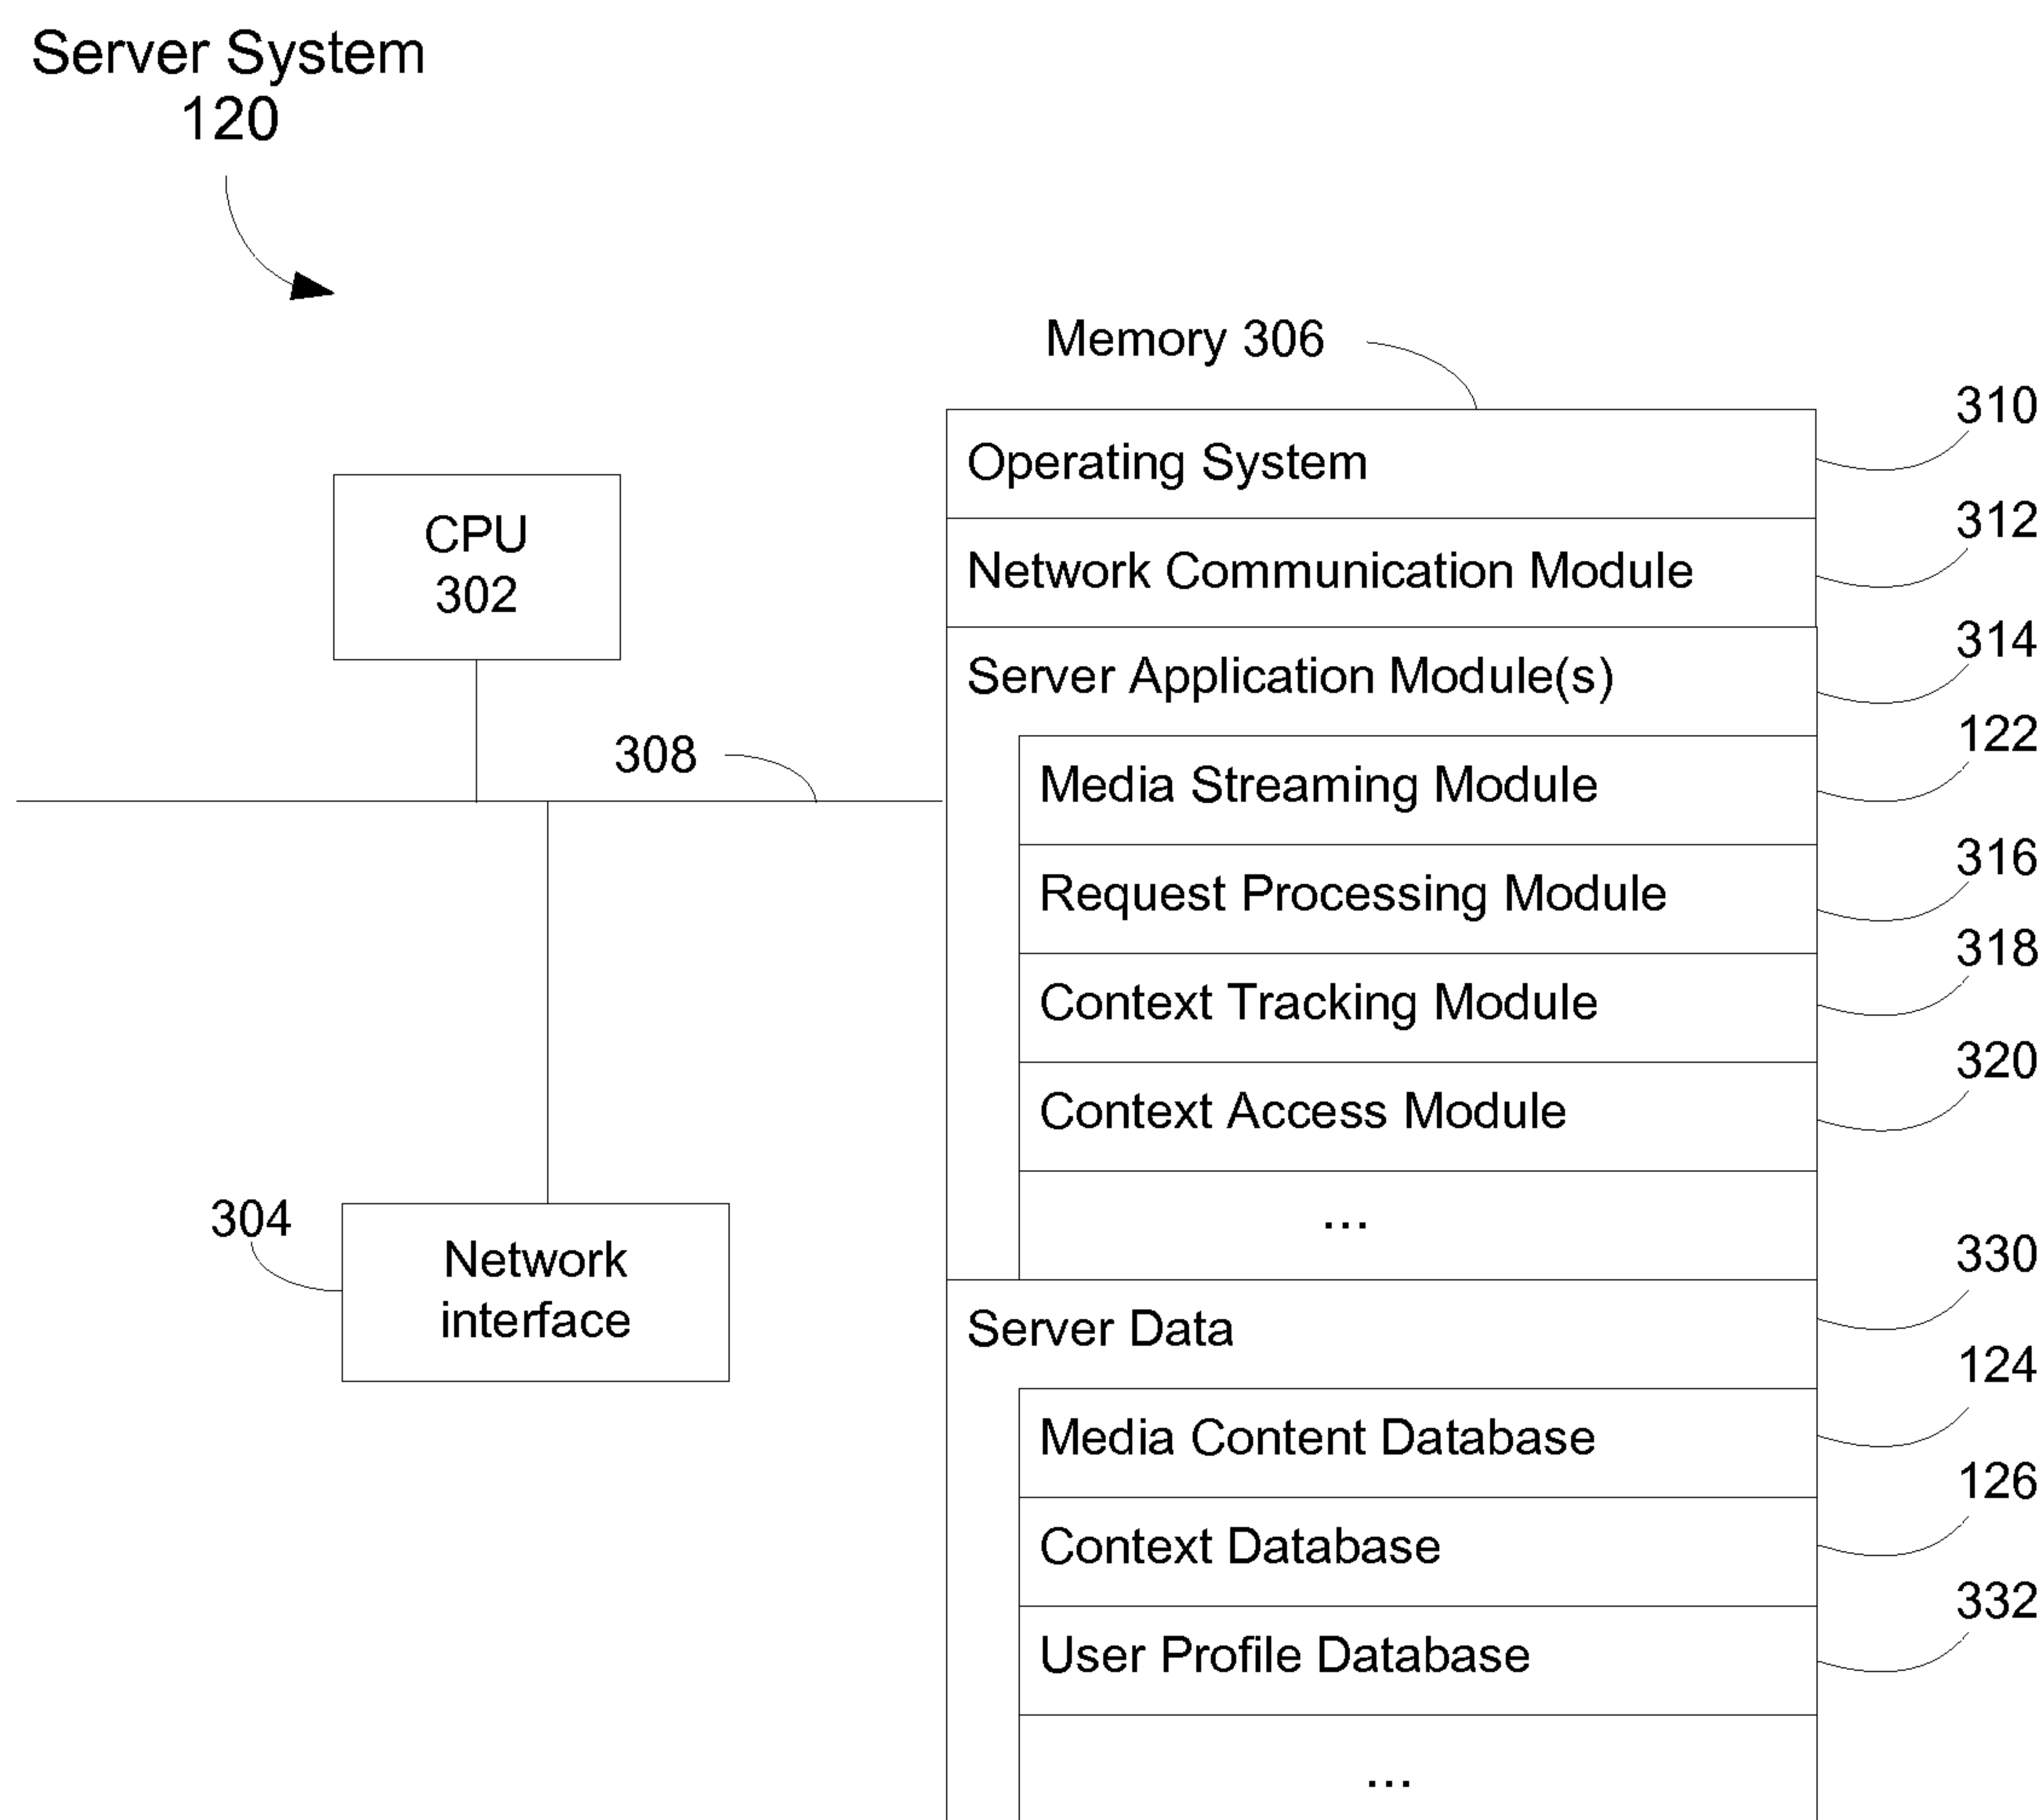 Server System
120
Memory 306
310
Operating System
312
CPU
302
Network Communication Module
314
Server Application Module(s)
308
122
Media Streaming Module
316
Request Processing Module
318
Context Tracking Module
320
Context Access Module
...
304
Network
interface
330
Server Data
124
Media Content Database
126
Context Database
332
User Profile Database
...